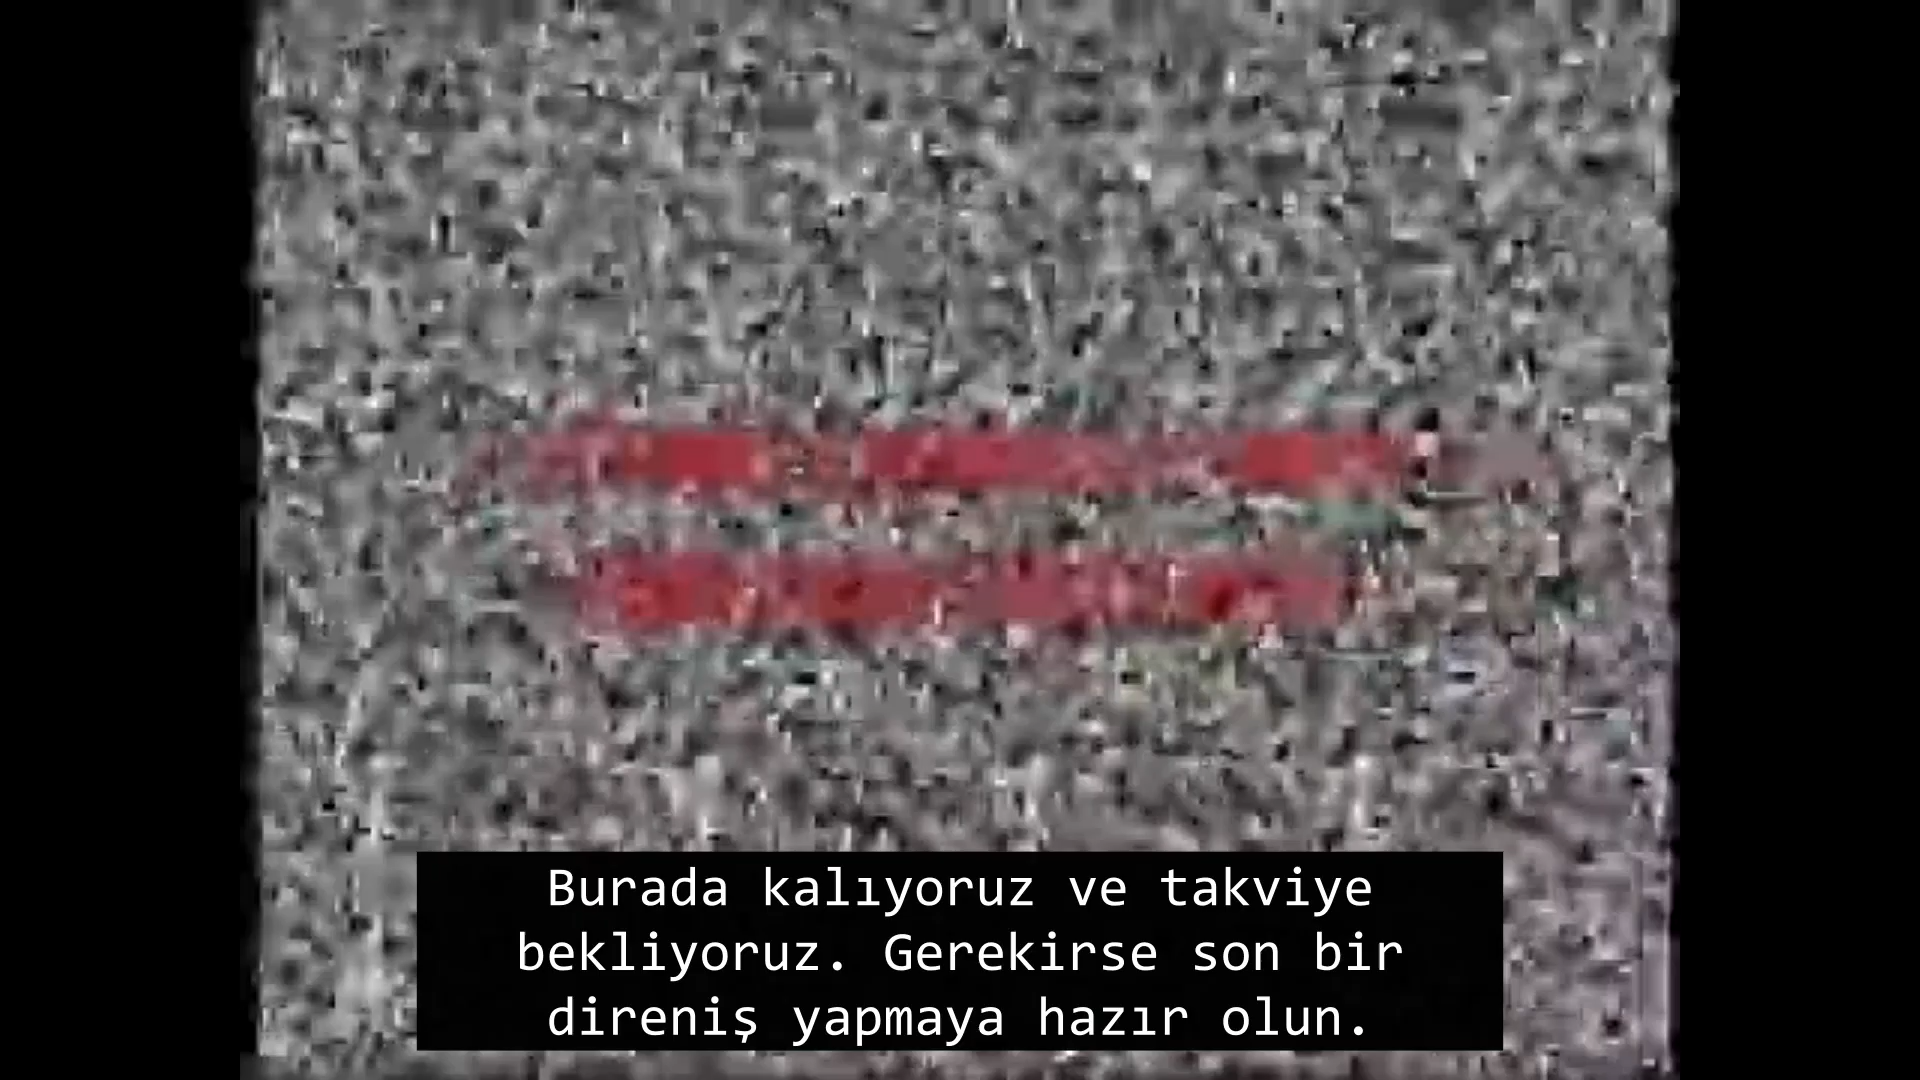 Burada kalıyoruz ve takviye
bekliyoruz. Gerekirse son bir
direniş yapmaya hazır olun.